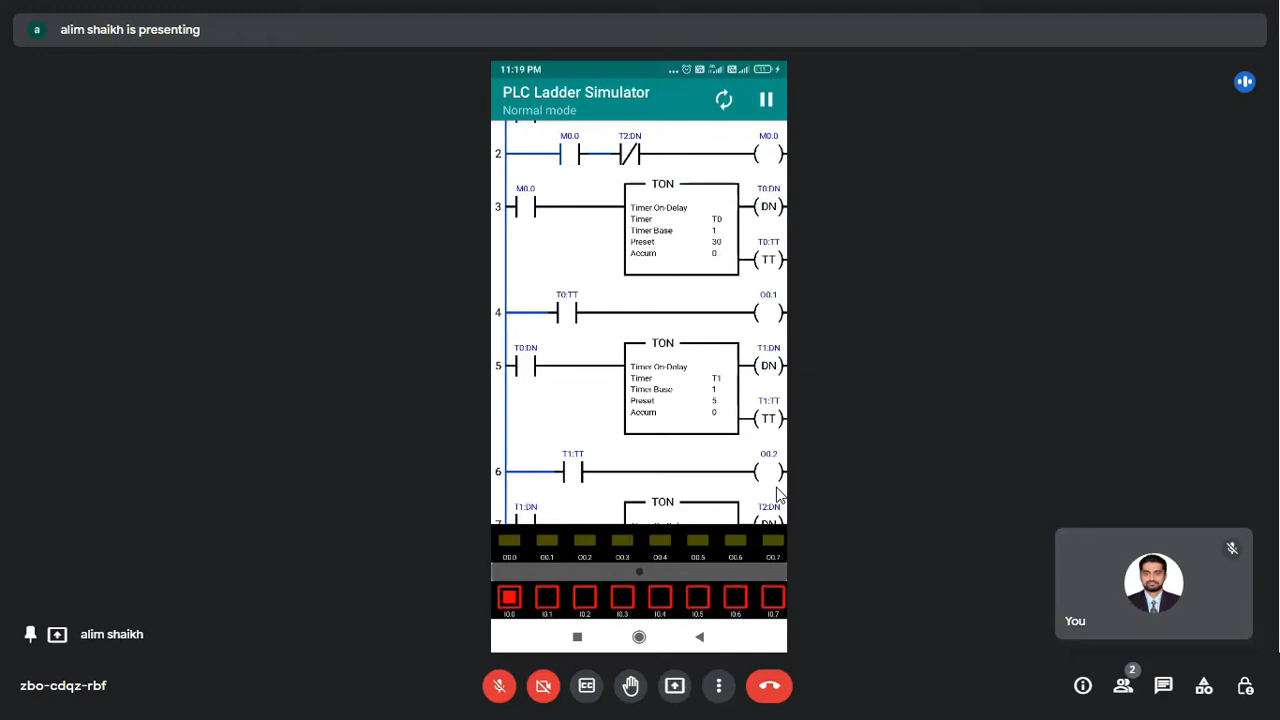 a alim shaikh is presenting
11:19 PM
PLC Ladder Simulator
Normal mode
M0.0 T2:DN M0.0
2
M0.0 TON T0:DN
3 DN
Timer On-Delay
Timer T0
Timer Base 1
Preset 30 T0:TT
Accum 0 TT
T0:TT O0.1
4
T0:DN TON T1:DN
5 DN
Timer On-Delay
Timer T1
Timer Base 1
Preset 5 T1:TT
Accum 0 TT
T1:TT O0.2
6
T1:DN TON T2:DN
7 DN
O0.0 O0.1 O0.2 O0.3 O0.4 O0.5 O0.6 O0.7
I0.0 I0.1 I0.2 I0.3 I0.4 I0.5 I0.6 I0.7
alim shaikh
You
zbo-cdqz-rbf
2